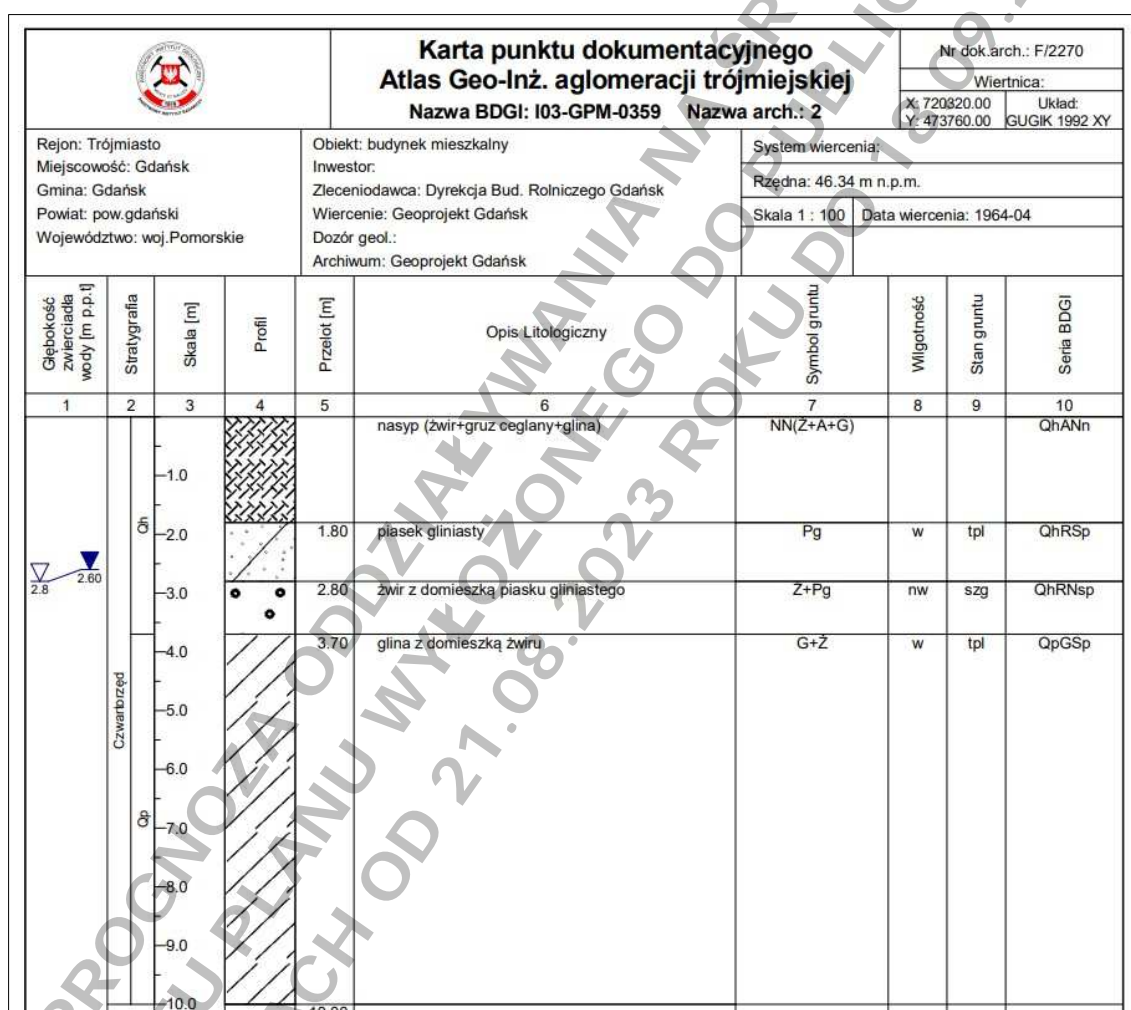 Karta punktu dokumentacyjnego
Atlas Geo-Inż. aglomeracji trójmiejskiej
Nazwa BDGI: I03-GPM-0359 Nazwa arch.: 2
Nr dok.arch.: F/2270
Wiertnica:
X: 720320.00
Y: 473760.00
Układ:
GUGIK 1992 XY
Rejon: Trójmiasto
Miejscowość: Gdańsk
Gmina: Gdańsk
Powiat: pow.gdański
Województwo: woj.Pomorskie
Obiekt: budynek mieszkalny
Inwestor:
Zleceniodawca: Dyrekcja Bud. Rolniczego Gdańsk
Wiercenie: Geoprojekt Gdańsk
Dozór geol.:
Archiwum: Geoprojekt Gdańsk
System wiercenia:
Rzędna: 46.34 m n.p.m.
Skala 1 : 100 Data wiercenia: 1964-04
Głębokość zwierciadła wody [m p.p.t]
Stratygrafia
Skala [m]
Profil
Przelot [m]
Opis Litologiczny
Symbol gruntu
Wilgotność
Stan gruntu
Seria BDGI
1 2 3 4 5 6 7 8 9 10
nasyp (żwir+gruz ceglany+glina) NN(Ż+A+G) QhANn
1.0
Qh
2.0
1.80 piasek gliniasty Pg w tpl QhRSp
2.8 2.60
3.0
2.80 żwir z domieszką piasku gliniastego Ż+Pg nw szg QhRNsp
3.70 glina z domieszką żwiru G+Ż w tpl QpGSp
4.0
Czwartorzęd
5.0
6.0
Qp
7.0
8.0
9.0
10.0
PROGNOZA ODDZIAŁYWANIA NA
PLANU WYŁOŻONEGO DO
OD 21.08.2023 ROKU DO 18.09.